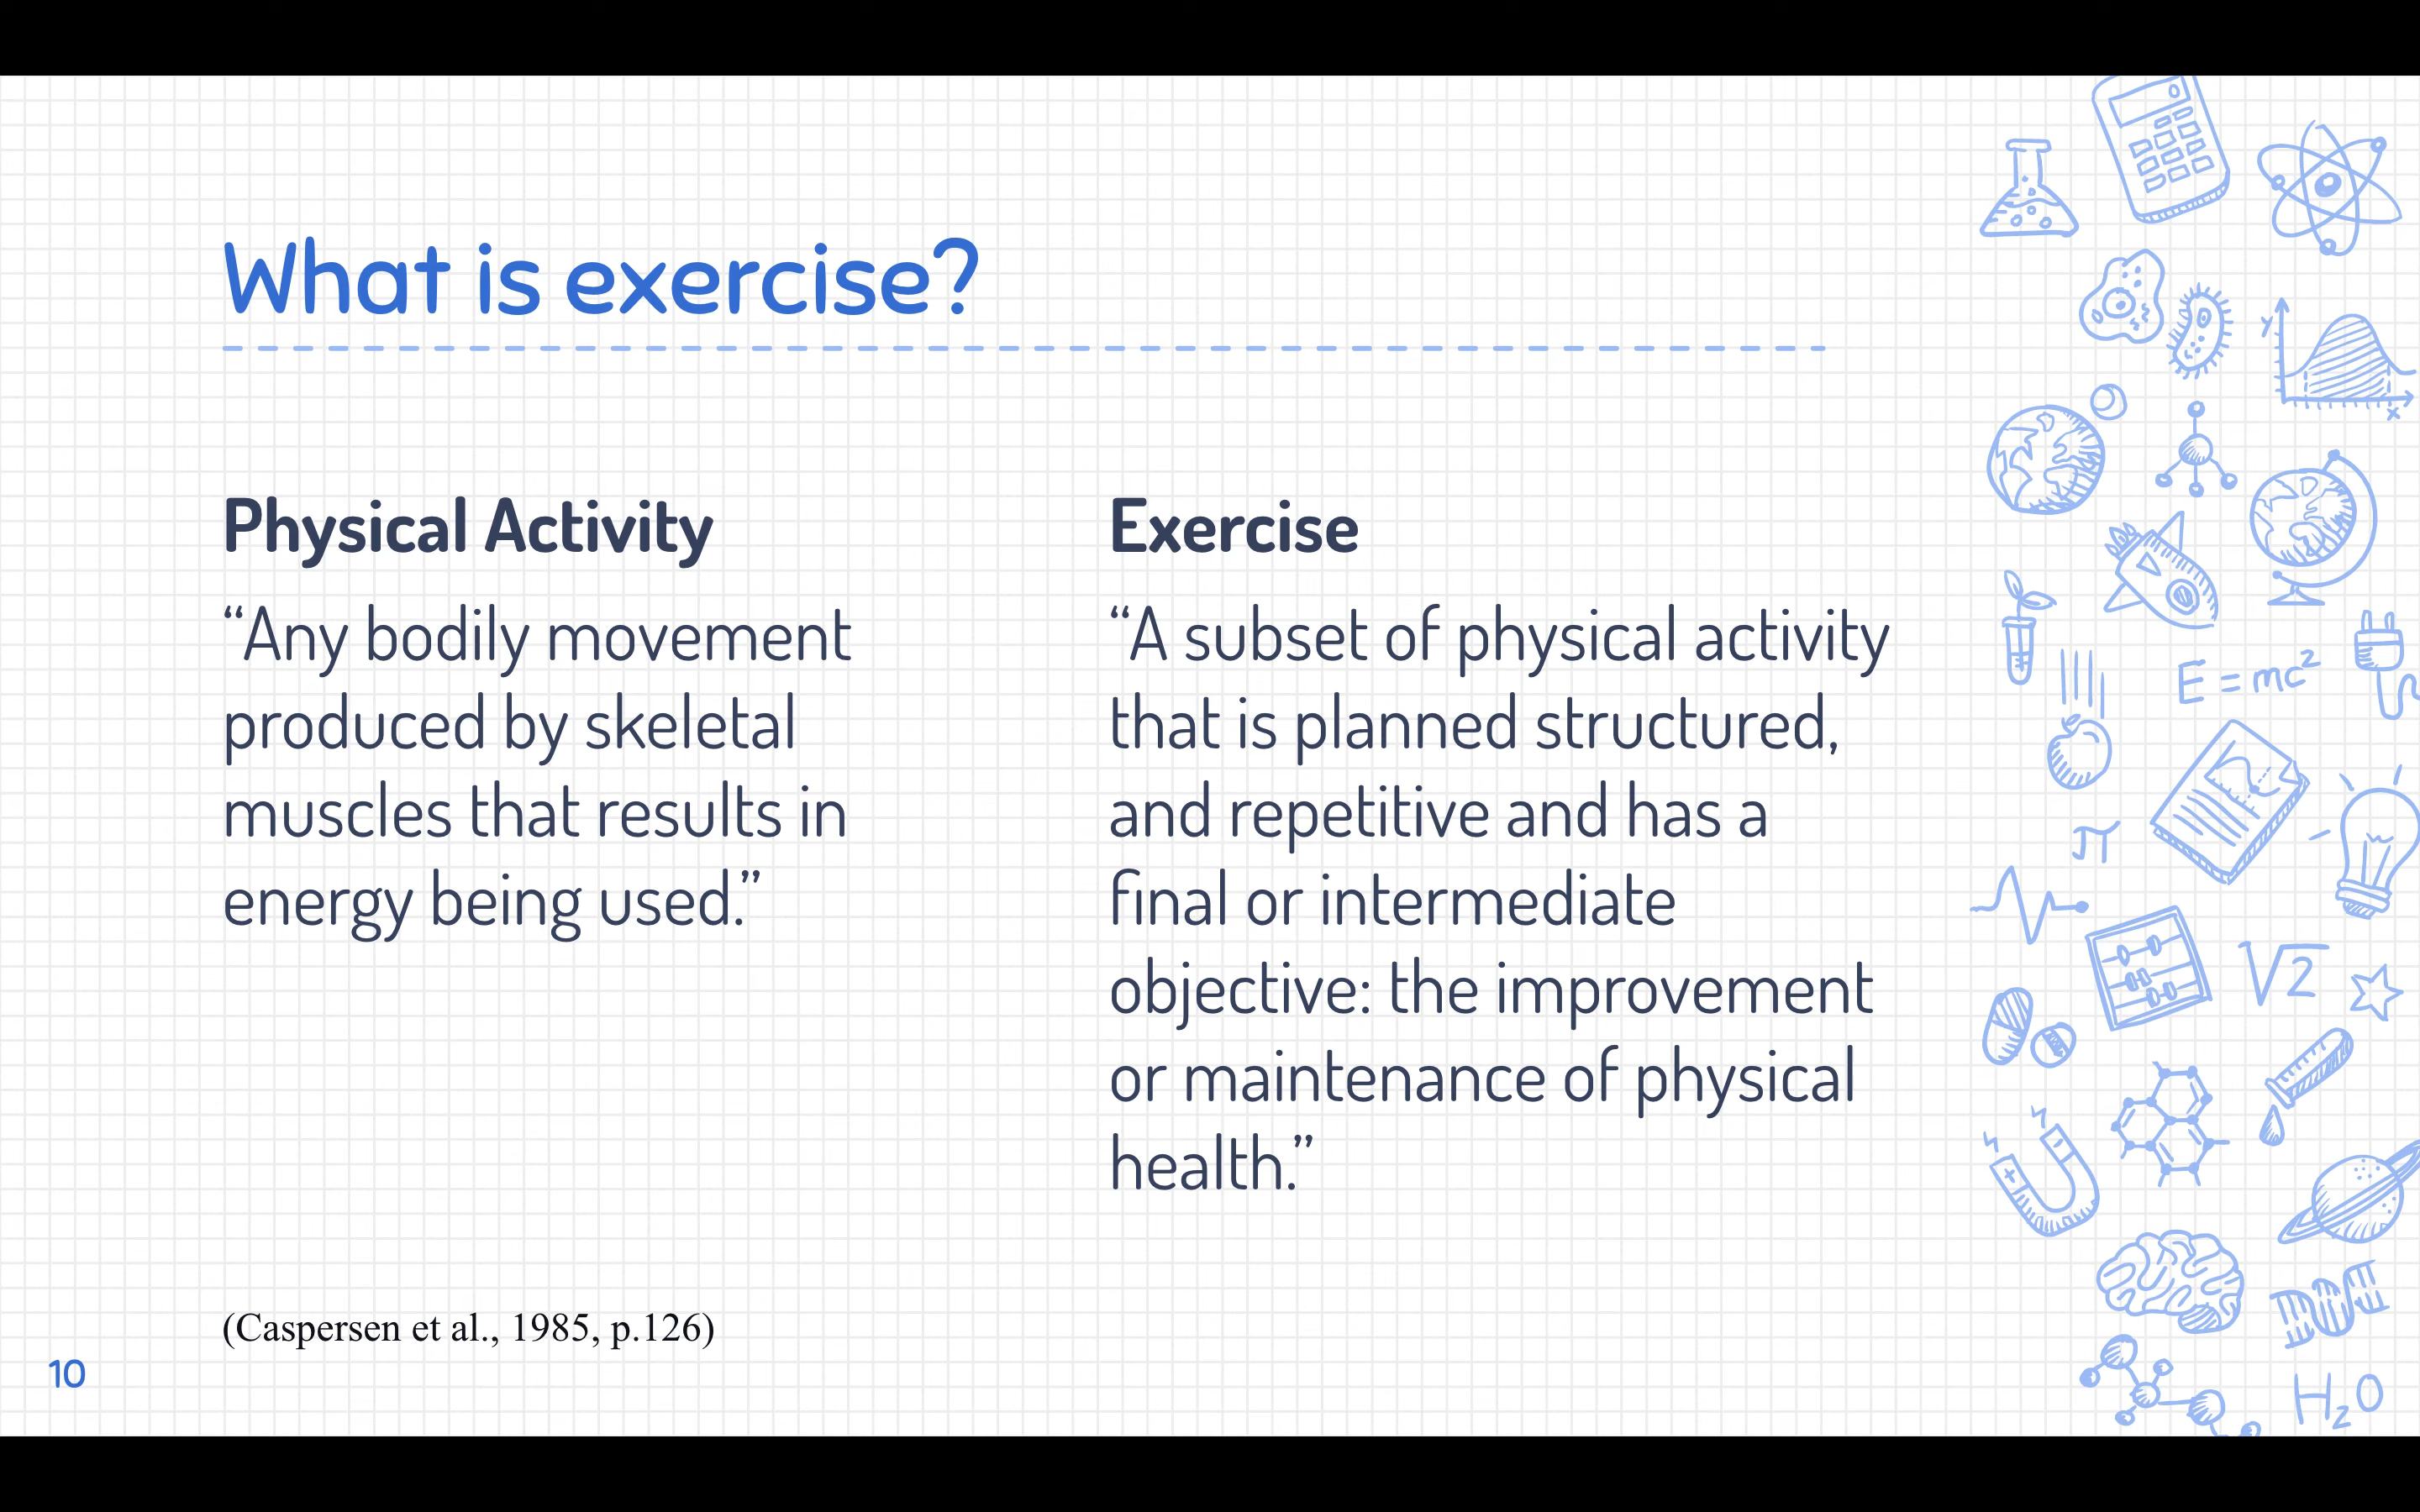 What is exercise?
Physical Activity
“Any bodily movement
produced by skeletal
muscles that results in
energy being used.”
Exercise
“A subset of physical activity
that is planned structured,
and repetitive and has a
final or intermediate
objective: the improvement
or maintenance of physical
health.”
(Caspersen et al., 1985, p.126)
10
y
x
E = mc²
π
√2
H₂O